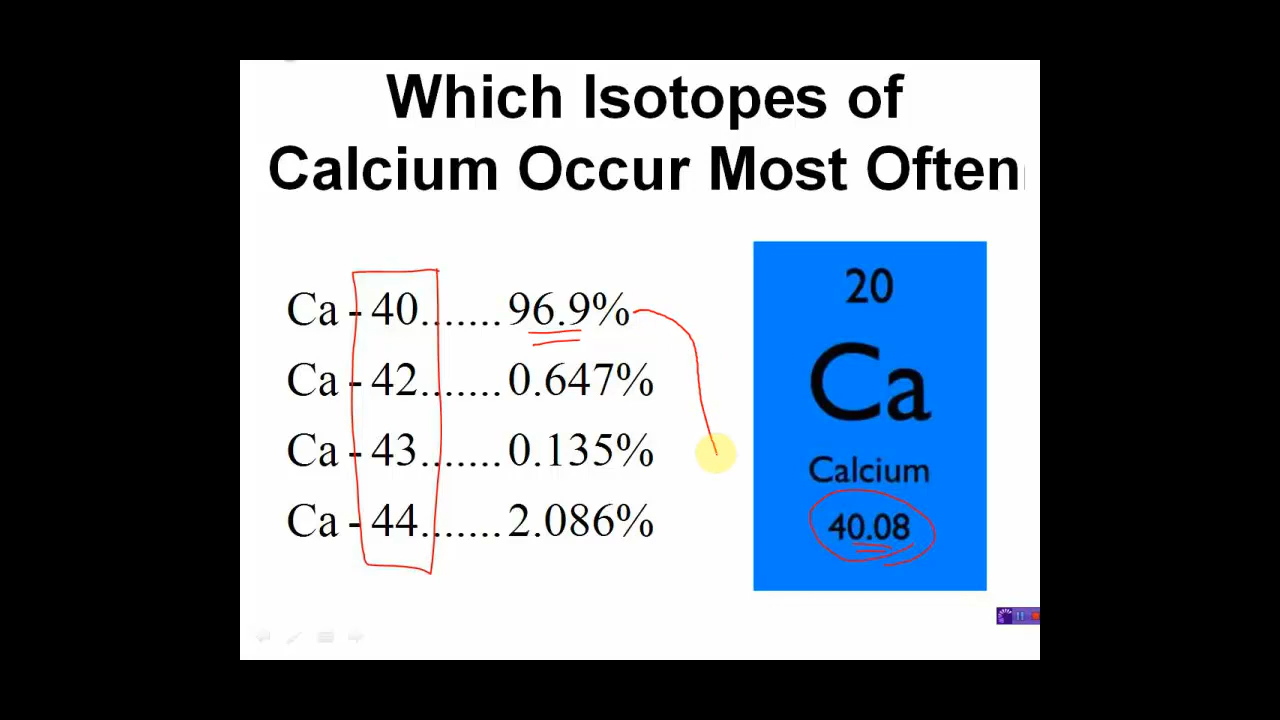 Which Isotopes of
Calcium Occur Most Often
Ca - 40.......96.9%
Ca - 42.......0.647%
Ca - 43.......0.135%
Ca - 44.......2.086%
20
Ca
Calcium
40.08